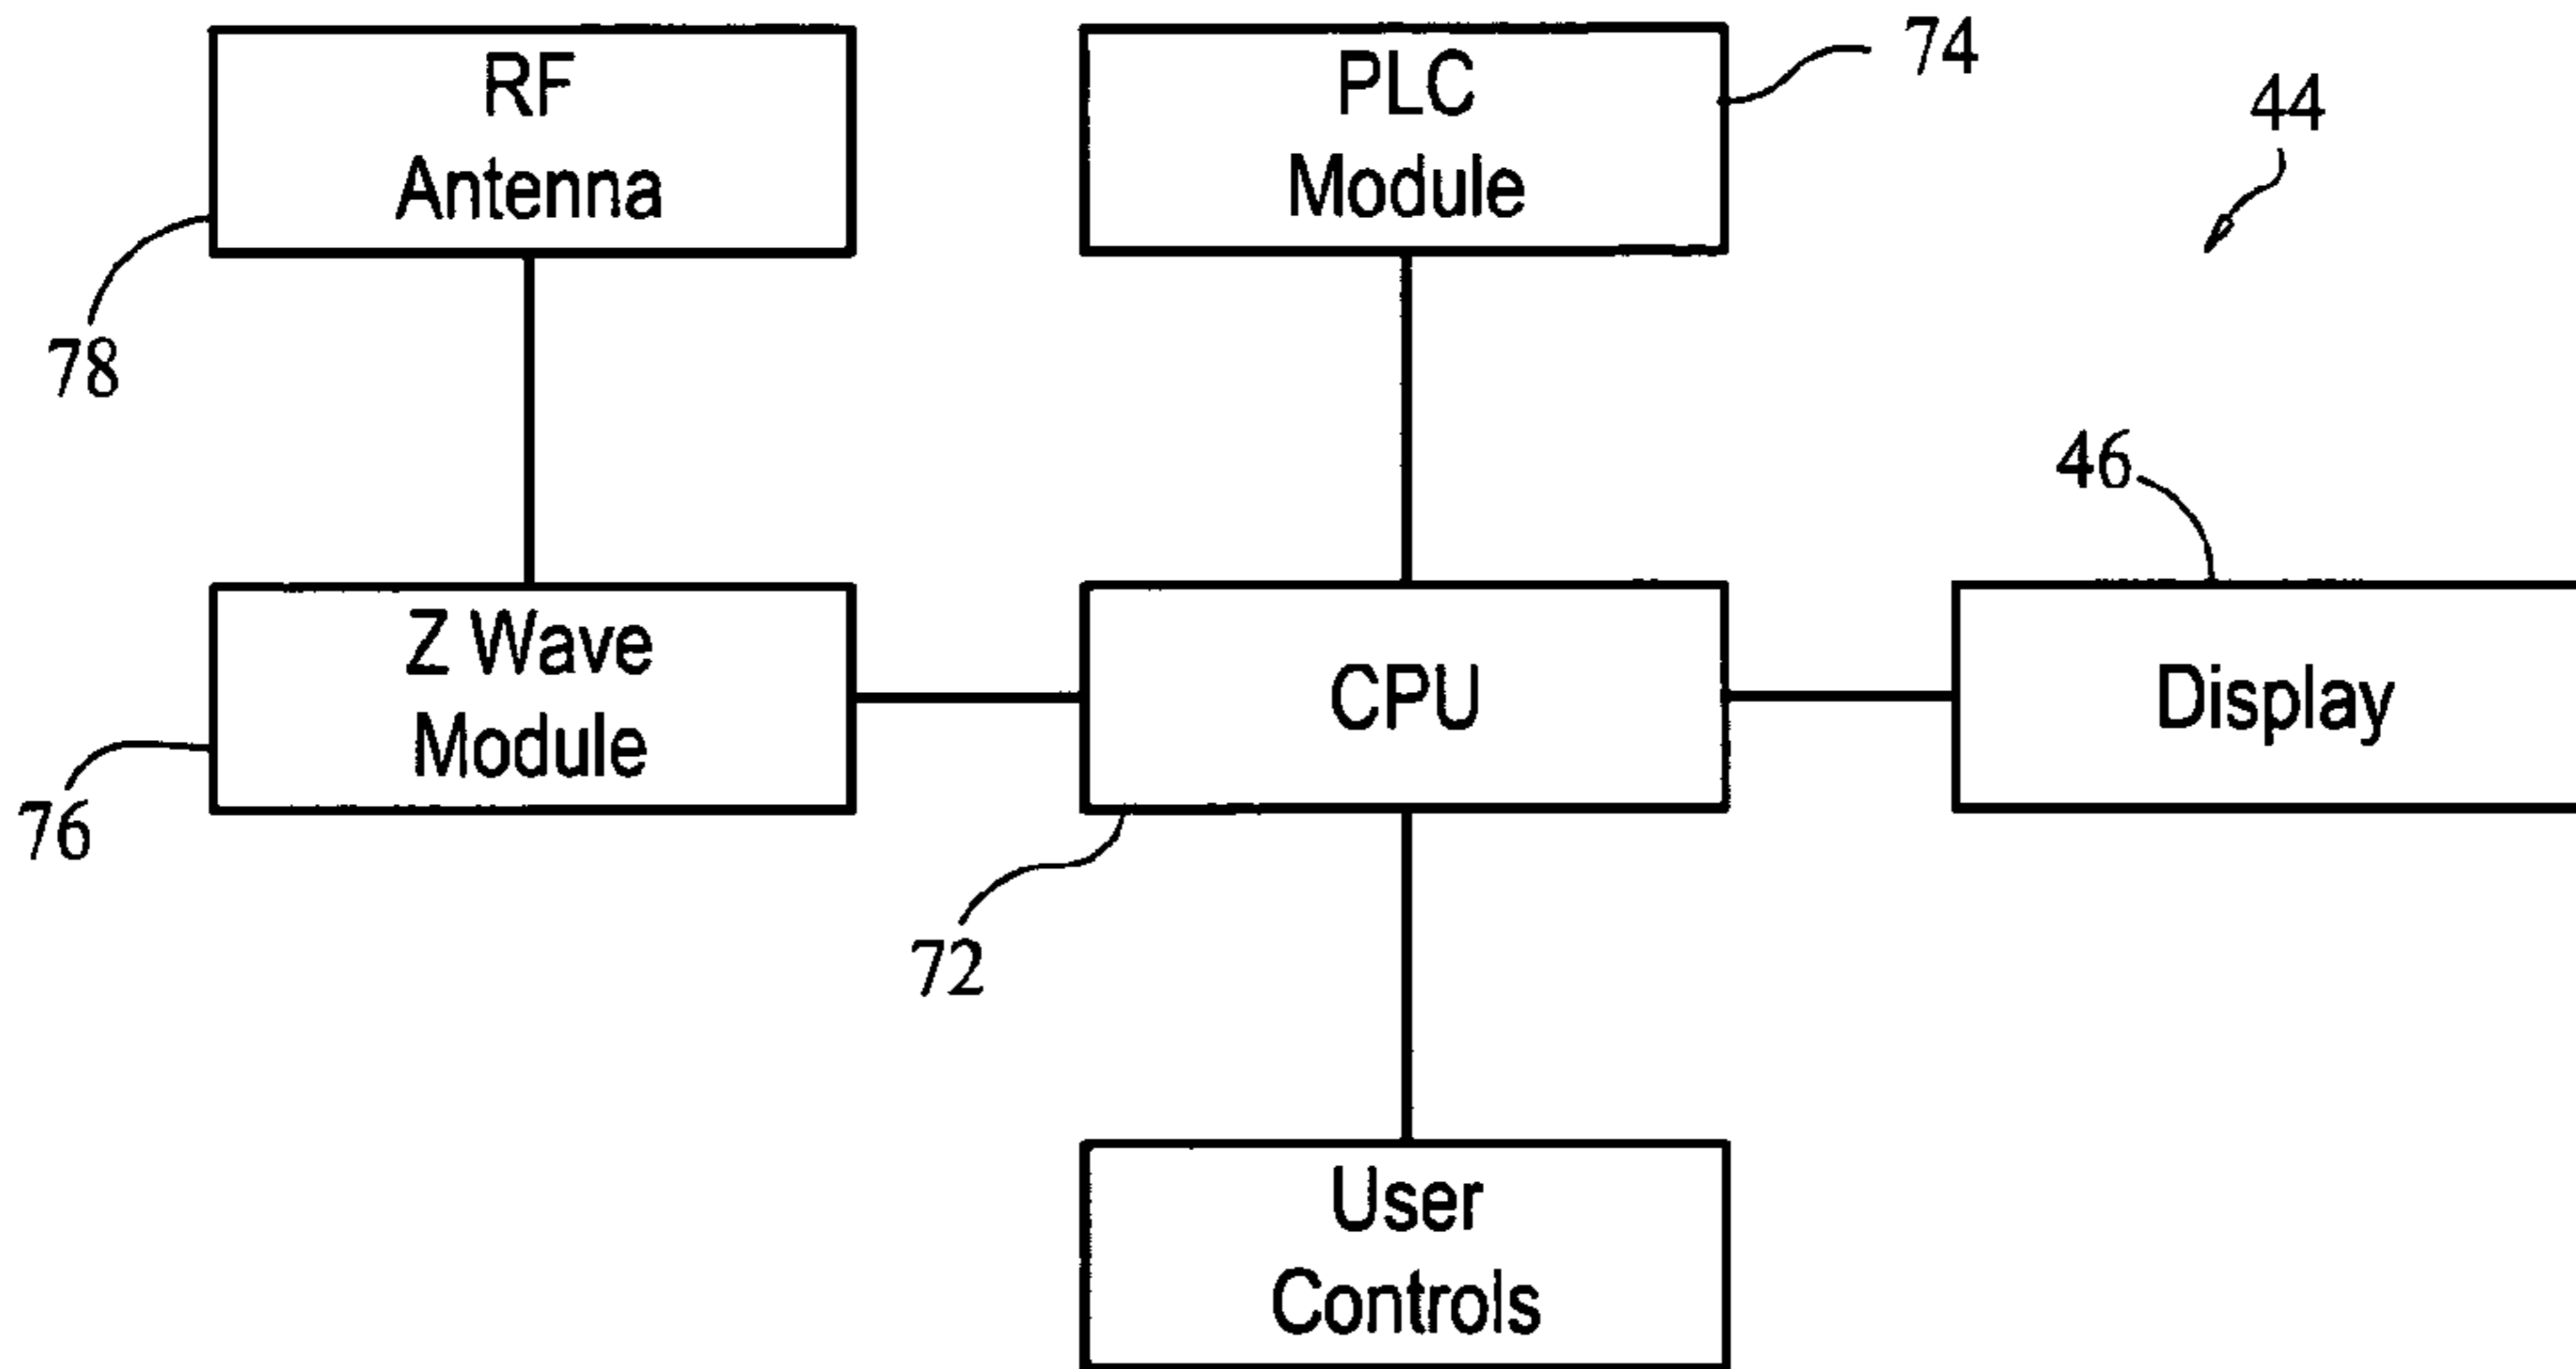 RF
Antenna
78
PLC
Module
74
44
Z Wave
Module
76
CPU
72
46
Display
User
Controls